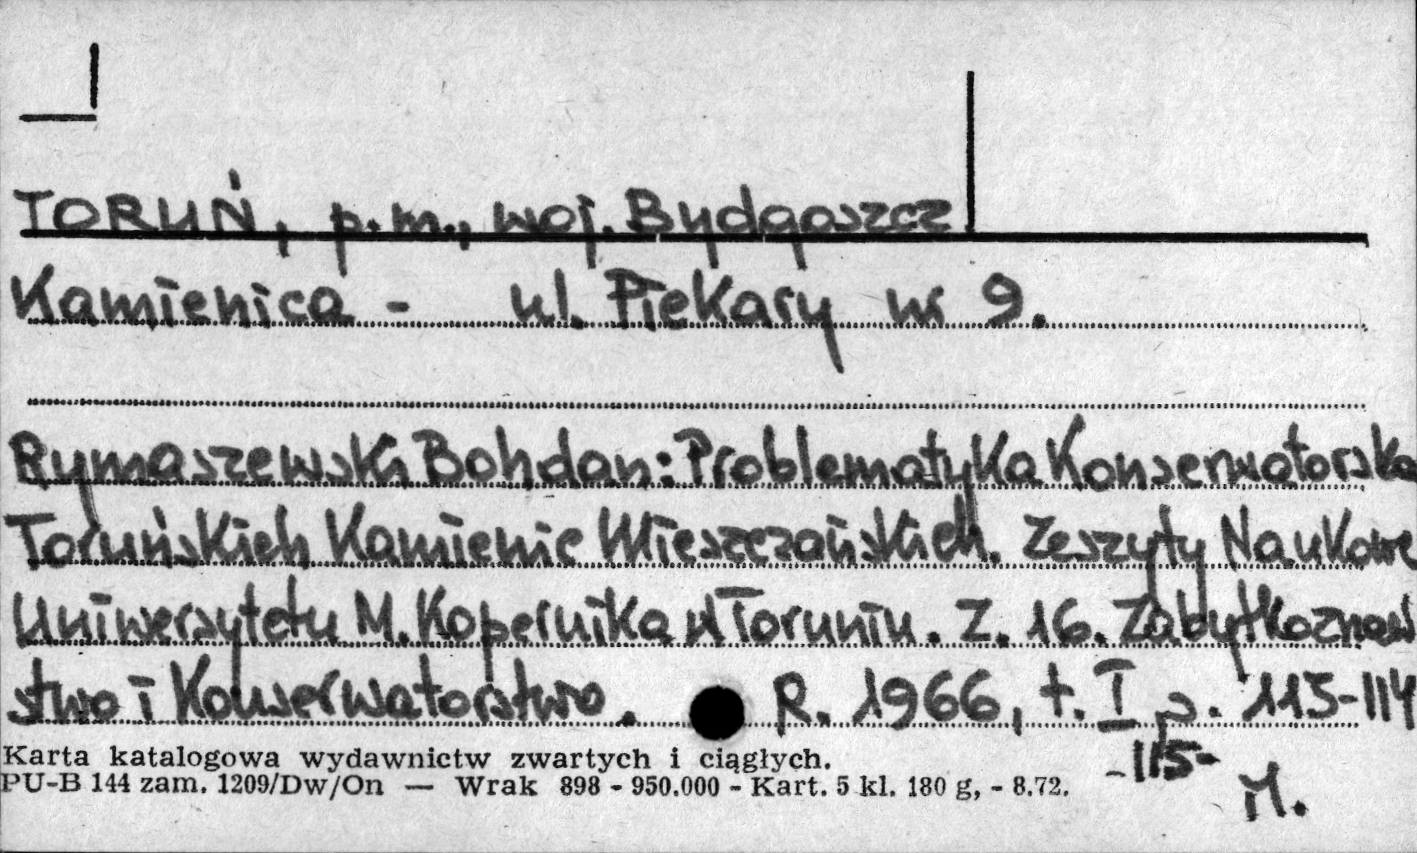 TORUŃ, p.m., woj. Bydgoszcz
Kamienica - ul. Piekary nr 9.
Rymaszewski Bohdan: Problematyka Konserwatorska
Toruńskich Kamienic Mieszczańskich. Zeszyty Naukowe
Uniwersytetu M. Kopernika w Toruniu. Z. 16. Zabytkoznaw
stwo i Konserwatorstwo. R. 1966, t. I s. 113-114
-115-
M.
Karta katalogowa wydawnictw zwartych i ciągłych.
PU-B 144 zam. 1209/Dw/On — Wrak 898 - 950.000 - Kart. 5 kl. 180 g, - 8.72.